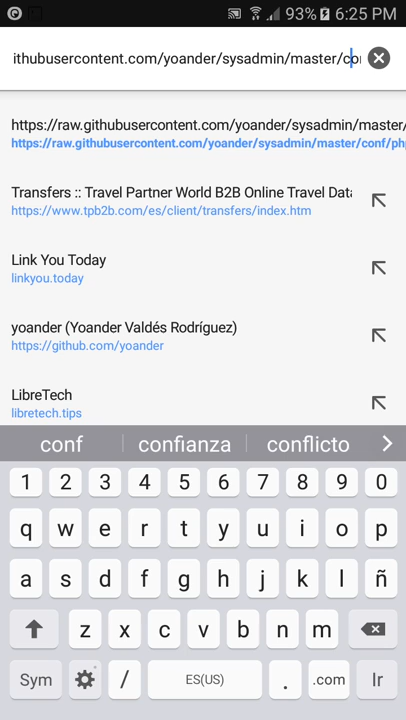 93% 6:25 PM
ithubusercontent.com/yoander/sysadmin/master/co
https://raw.githubusercontent.com/yoander/sysadmin/master/
https://raw.githubusercontent.com/yoander/sysadmin/master/conf/php
Transfers :: Travel Partner World B2B Online Travel Data
https://www.tpb2b.com/es/client/transfers/index.htm
Link You Today
linkyou.today
yoander (Yoander Valdés Rodríguez)
https://github.com/yoander
LibreTech
libretech.tips
conf confianza conflicto
1 2 3 4 5 6 7 8 9 0
q w e r t y u i o p
a s d f g h j k l ñ
z x c v b n m
Sym / ES(US) . .com Ir